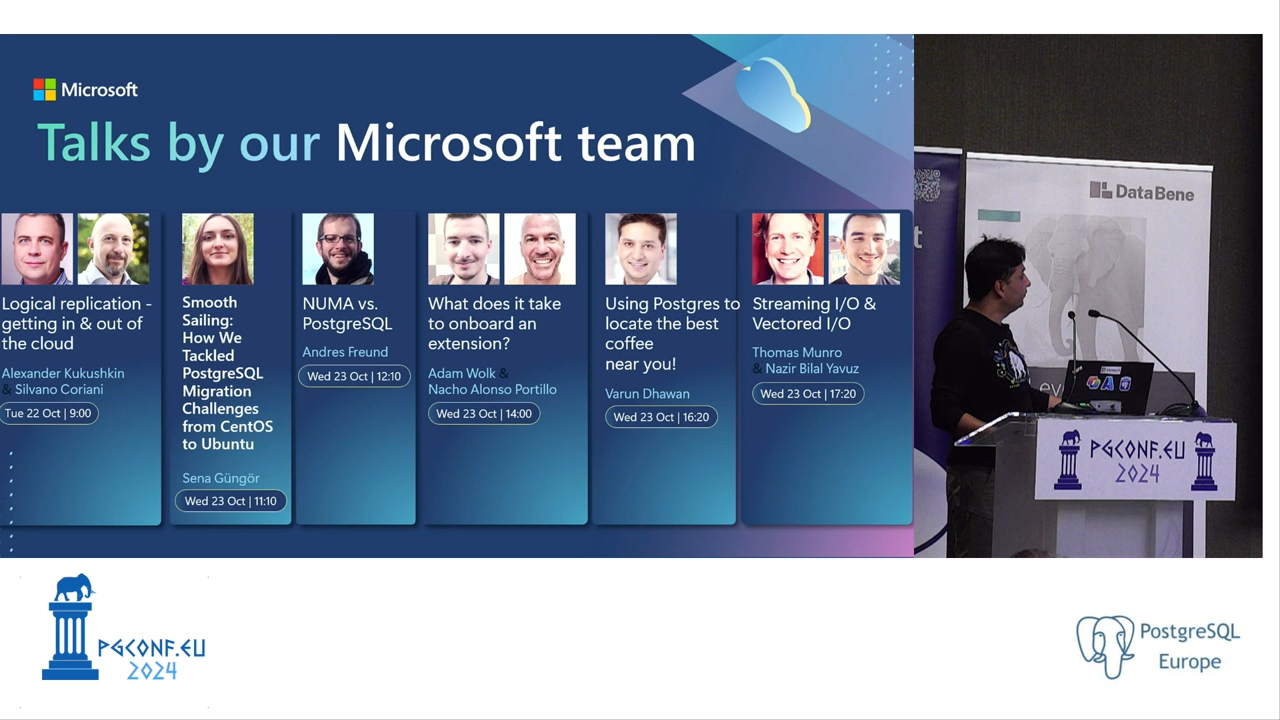 Microsoft
Talks by our Microsoft team
Logical replication -
getting in & out of
the cloud
Alexander Kukushkin
& Silvano Coriani
Tue 22 Oct | 9:00
Smooth
Sailing:
How We
Tackled
PostgreSQL
Migration
Challenges
from CentOS
to Ubuntu
Sena Güngör
Wed 23 Oct | 11:10
NUMA vs.
PostgreSQL
Andres Freund
Wed 23 Oct | 12:10
What does it take
to onboard an
extension?
Adam Wolk &
Nacho Alonso Portillo
Wed 23 Oct | 14:00
Using Postgres to
locate the best
coffee
near you!
Varun Dhawan
Wed 23 Oct | 16:20
Streaming I/O &
Vectored I/O
Thomas Munro
& Nazir Bilal Yavuz
Wed 23 Oct | 17:20
DataBene
PGCONF.EU
2024
PGCONF.EU
2024
PostgreSQL
Europe